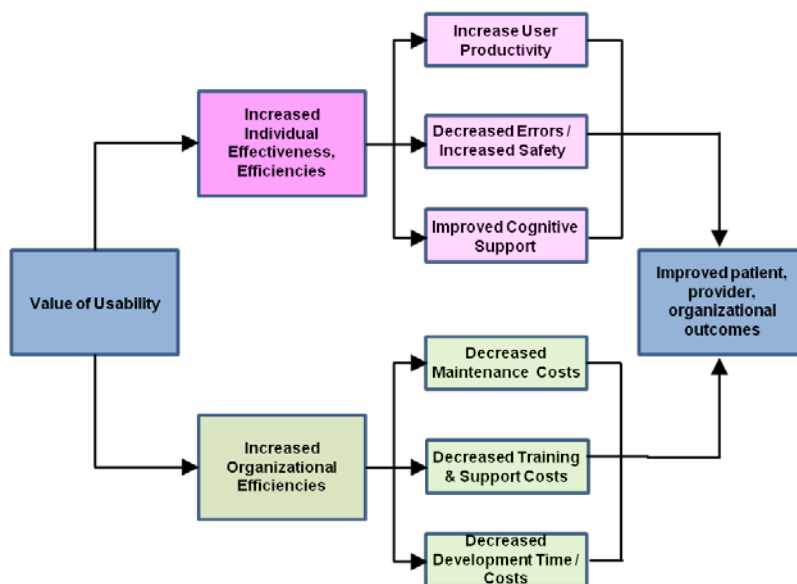 Increase User
Productivity
Increased
Individual
Effectiveness,
Efficiencies
Decreased Errors /
Increased Safety
Improved Cognitive
Support
Value of Usability
Improved patient,
provider,
organizational
outcomes
Decreased
Maintenance Costs
Increased
Organizational
Efficiencies
Decreased Training
& Support Costs
Decreased
Development Time /
Costs